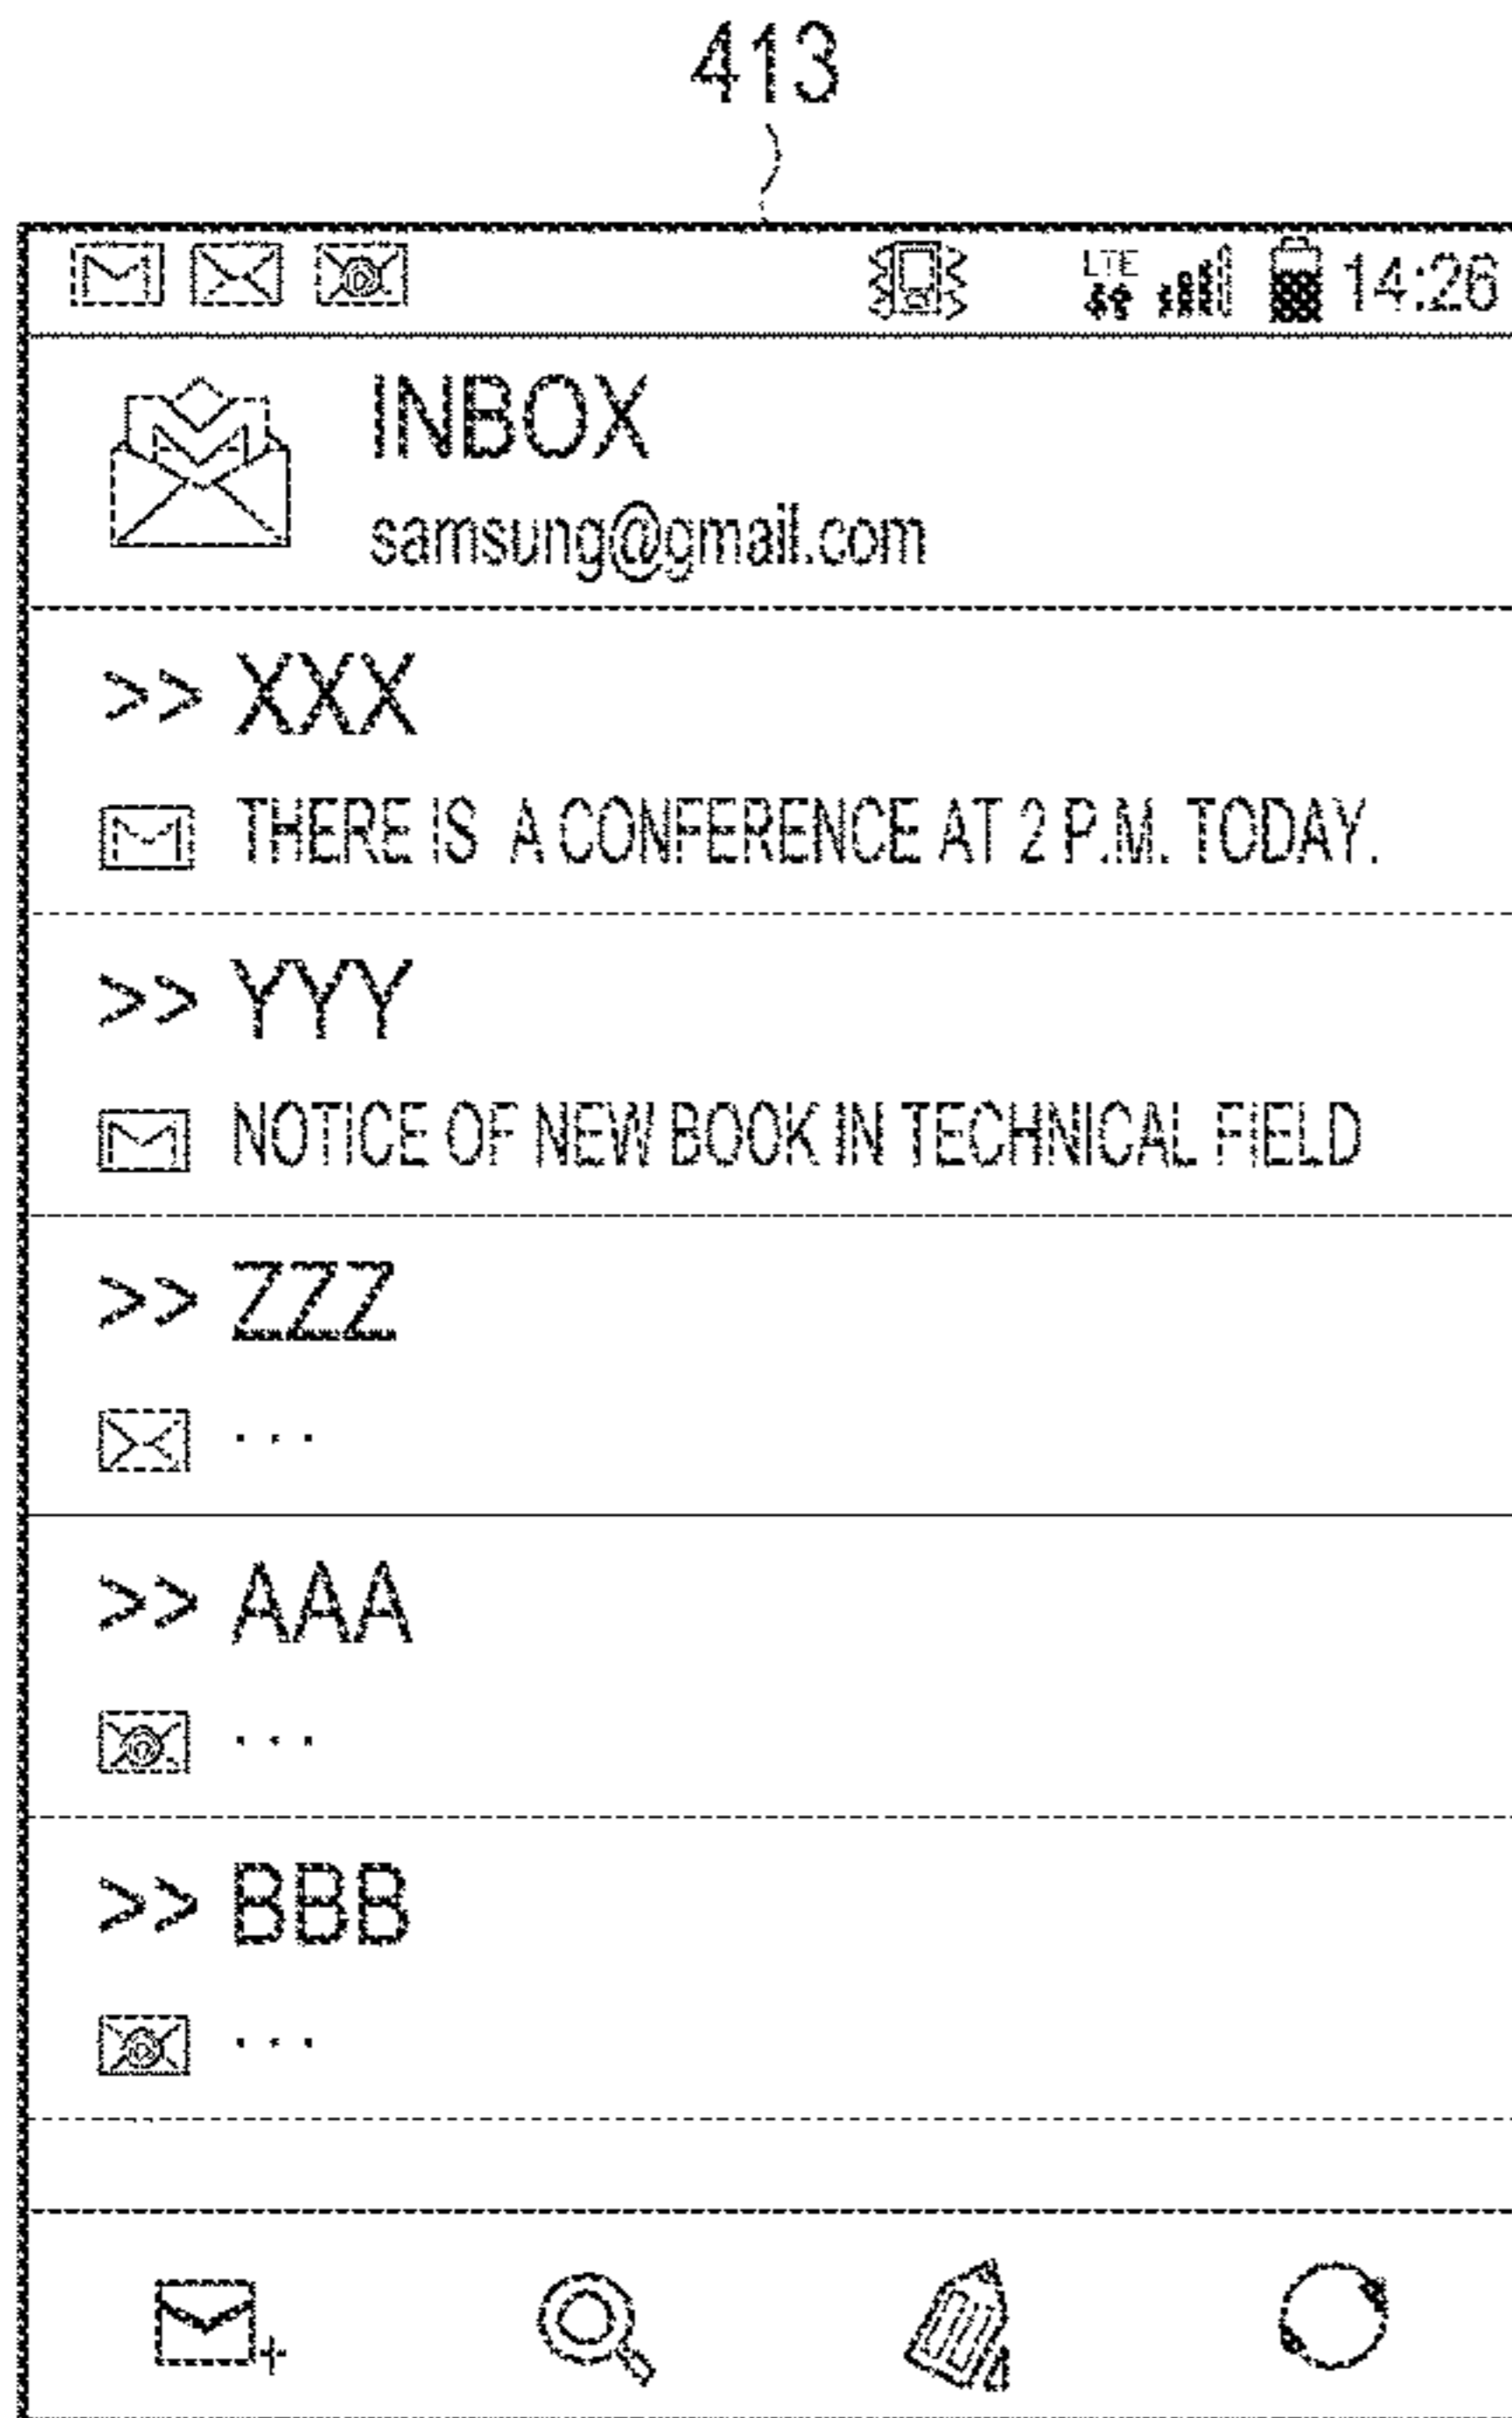 413
LTE 14:26
INBOX
samsung@gmail.com
>> XXX
THERE IS A CONFERENCE AT 2 P.M. TODAY.
>> YYY
NOTICE OF NEW BOOK IN TECHNICAL FIELD
>> ZZZ
...
>> AAA
...
>> BBB
...